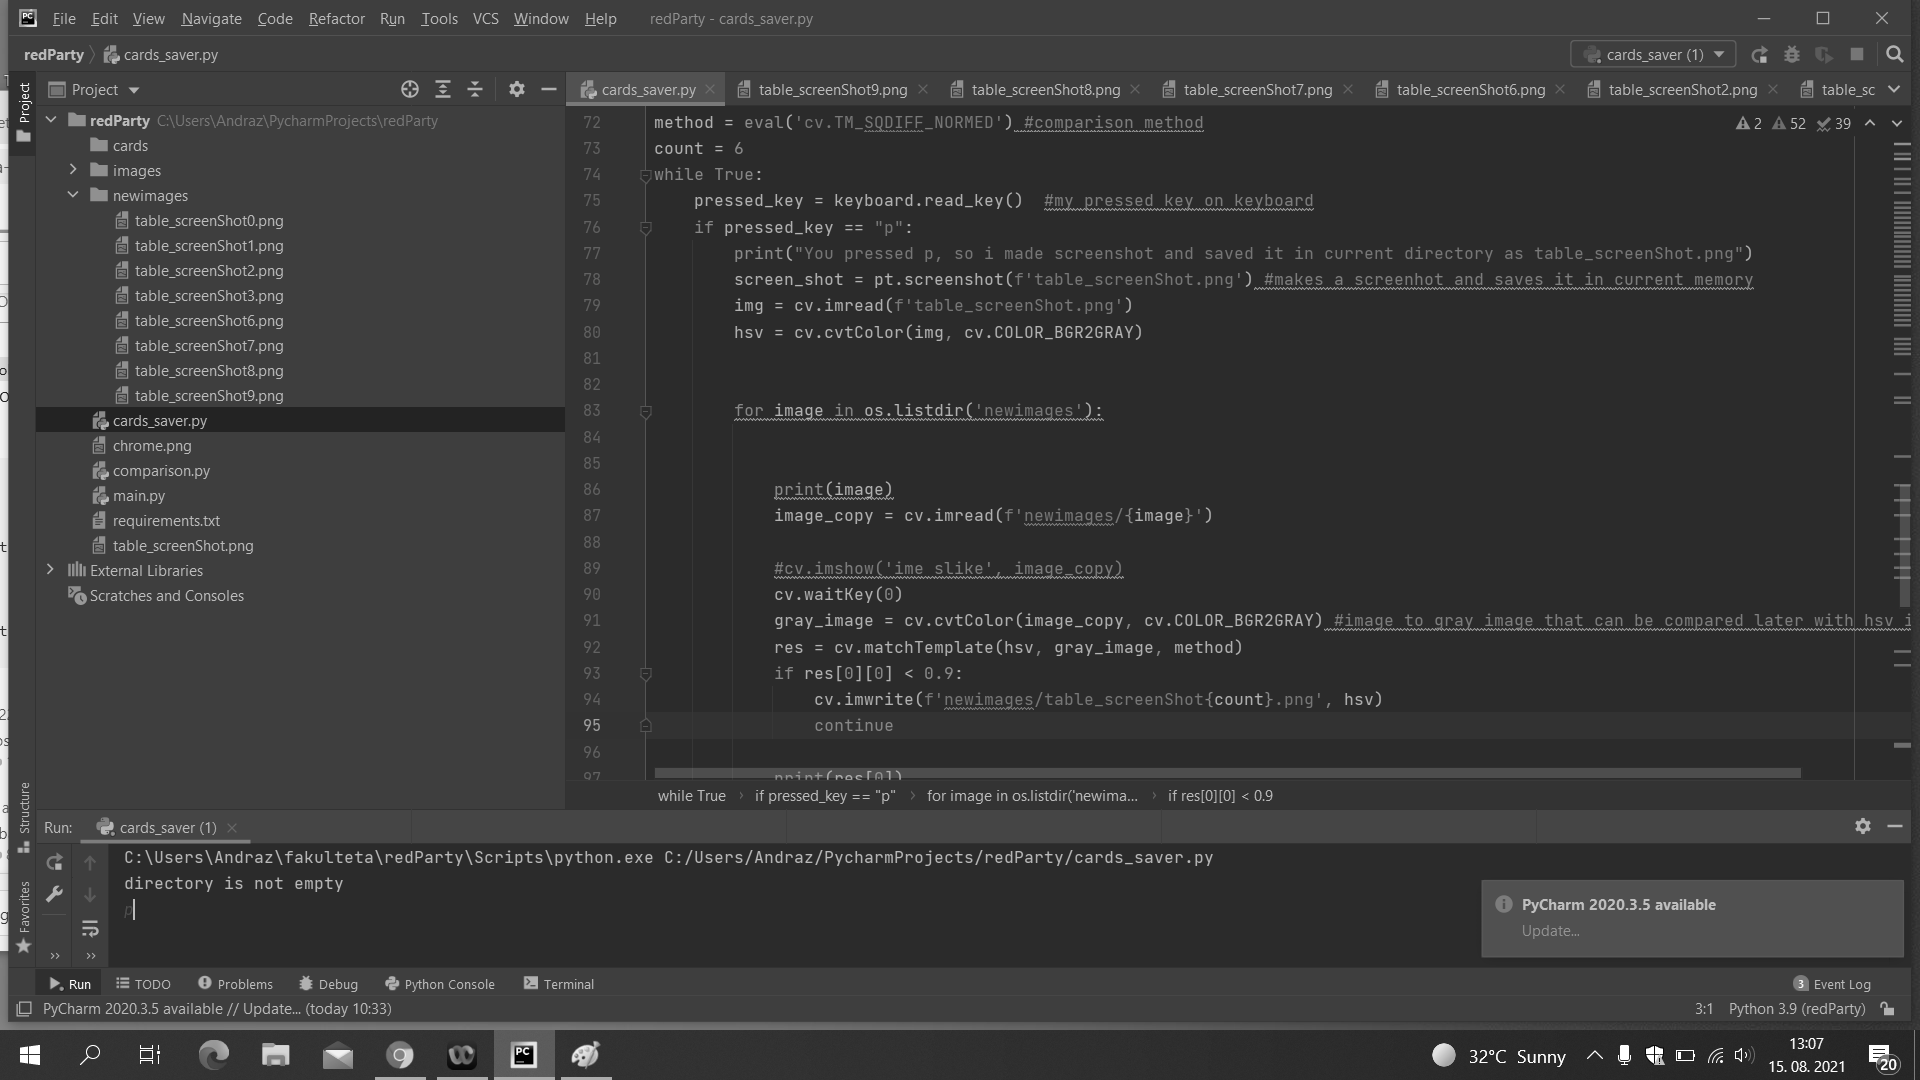 File Edit View Navigate Code Refactor Run Tools VCS Window Help redParty - cards_saver.py
redParty cards_saver.py cards_saver (1)
Project
Project
cards_saver.py table_screenShot9.png table_screenShot8.png table_screenShot7.png table_screenShot6.png table_screenShot2.png table_sc
redParty C:\Users\Andraz\PycharmProjects\redParty
cards
images
newimages
table_screenShot0.png
table_screenShot1.png
table_screenShot2.png
table_screenShot3.png
table_screenShot6.png
table_screenShot7.png
table_screenShot8.png
table_screenShot9.png
cards_saver.py
chrome.png
comparison.py
main.py
requirements.txt
table_screenShot.png
External Libraries
Scratches and Consoles
2 52 39
72 method = eval('cv.TM_SQDIFF_NORMED') #comparison method
73 count = 6
74 while True:
75 pressed_key = keyboard.read_key()  #my pressed key on keyboard
76 if pressed_key == "p":
77 print("You pressed p, so i made screenshot and saved it in current directory as table_screenShot.png")
78 screen_shot = pt.screenshot(f'table_screenShot.png') #makes a screenhot and saves it in current memory
79 img = cv.imread(f'table_screenShot.png')
80 hsv = cv.cvtColor(img, cv.COLOR_BGR2GRAY)
81
82
83 for image in os.listdir('newimages'):
84
85
86 print(image)
87 image_copy = cv.imread(f'newimages/{image}')
88
89 #cv.imshow('ime slike', image_copy)
90 cv.waitKey(0)
91 gray_image = cv.cvtColor(image_copy, cv.COLOR_BGR2GRAY) #image to gray image that can be compared later with hsv i
92 res = cv.matchTemplate(hsv, gray_image, method)
93 if res[0][0] < 0.9:
94 cv.imwrite(f'newimages/table_screenShot{count}.png', hsv)
95 continue
96
97 print(res[0])
while True if pressed_key == "p" for image in os.listdir('newima... if res[0][0] < 0.9
Structure
Favorites
Run: cards_saver (1)
C:\Users\Andraz\fakulteta\redParty\Scripts\python.exe C:/Users/Andraz/PycharmProjects/redParty/cards_saver.py
directory is not empty
p
PyCharm 2020.3.5 available
Update...
Run TODO Problems Debug Python Console Terminal 3 Event Log
PyCharm 2020.3.5 available // Update... (today 10:33) 3:1 Python 3.9 (redParty)
PC
32°C Sunny
13:07
15. 08. 2021
20